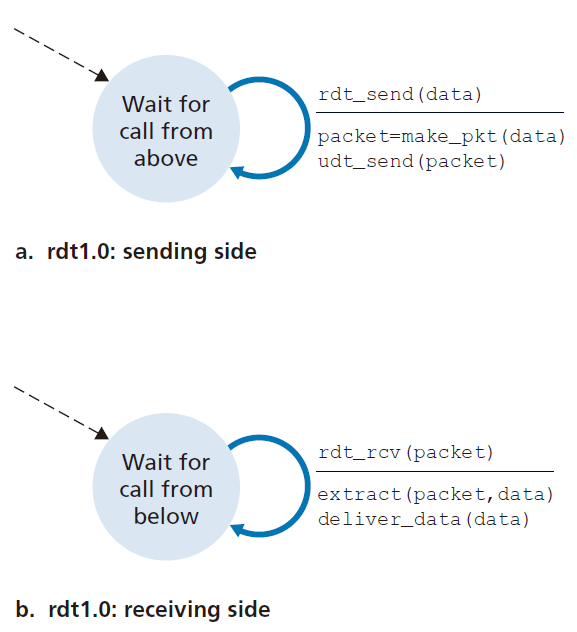 Wait for
call from
above
rdt_send(data)
packet=make_pkt(data)
udt_send(packet)
a. rdt1.0: sending side
Wait for
call from
below
rdt_rcv(packet)
extract(packet,data)
deliver_data(data)
b. rdt1.0: receiving side